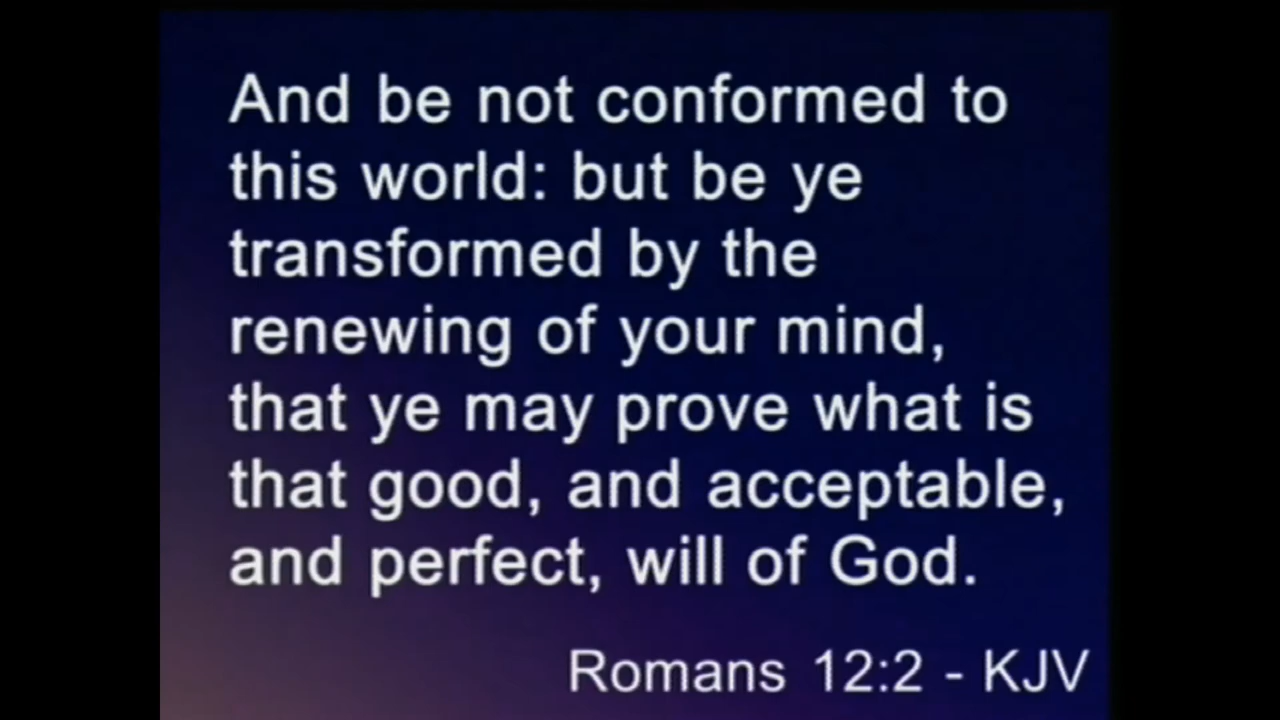 And be not conformed to
this world: but be ye
transformed by the
renewing of your mind,
that ye may prove what is
that good, and acceptable,
and perfect, will of God.
Romans 12:2 - KJV